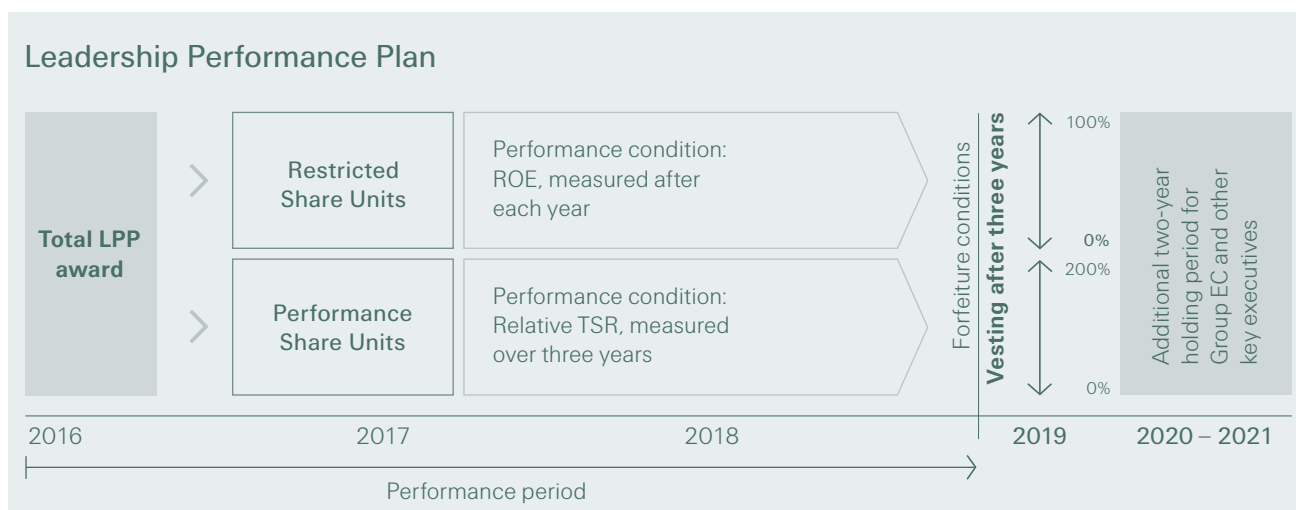 Leadership Performance Plan
Total LPP
award
Restricted
Share Units
Performance condition:
ROE, measured after
each year
Performance
Share Units
Performance condition:
Relative TSR, measured
over three years
Forfeiture conditions
Vesting after three years
100%
0%
200%
0%
Additional two-year
holding period for
Group EC and other
key executives
2016 2017 2018 2019 2020 – 2021
Performance period